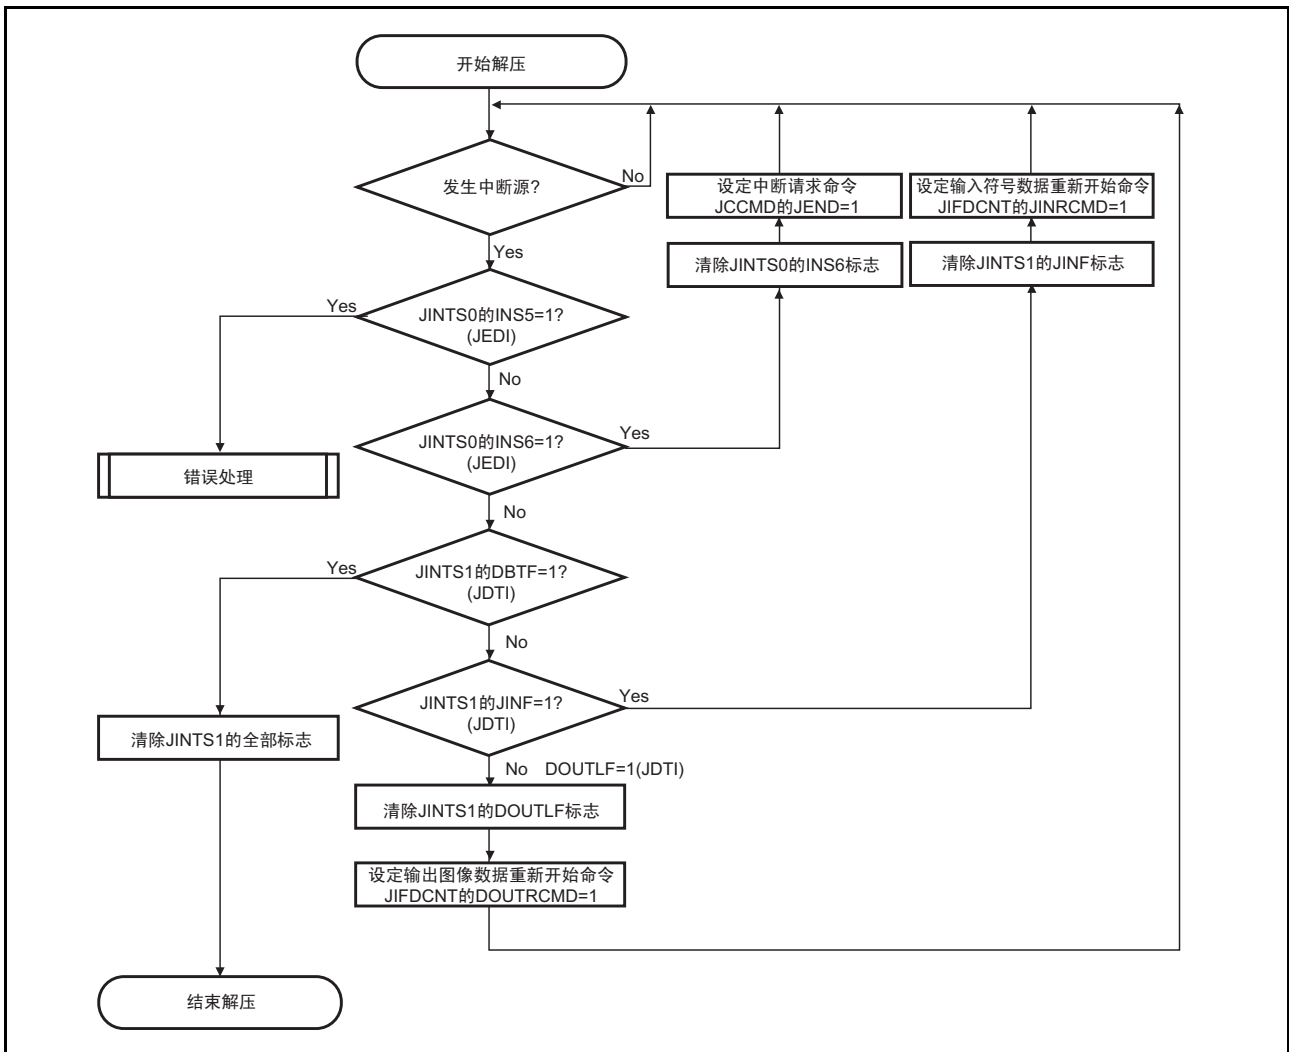 开始解压
发生中断源?
No
Yes
设定中断请求命令
JCCMD的JEND=1
设定输入符号数据重新开始命令
JIFDCNT的JINRCMD=1
清除JINTS0的INS6标志
清除JINTS1的JINF标志
Yes
JINTS0的INS5=1?
(JEDI)
No
JINTS0的INS6=1?
(JEDI)
Yes
错误处理
No
Yes
JINTS1的DBTF=1?
(JDTI)
No
JINTS1的JINF=1?
(JDTI)
Yes
清除JINTS1的全部标志
No DOUTLF=1(JDTI)
清除JINTS1的DOUTLF标志
设定输出图像数据重新开始命令
JIFDCNT的DOUTRCMD=1
结束解压